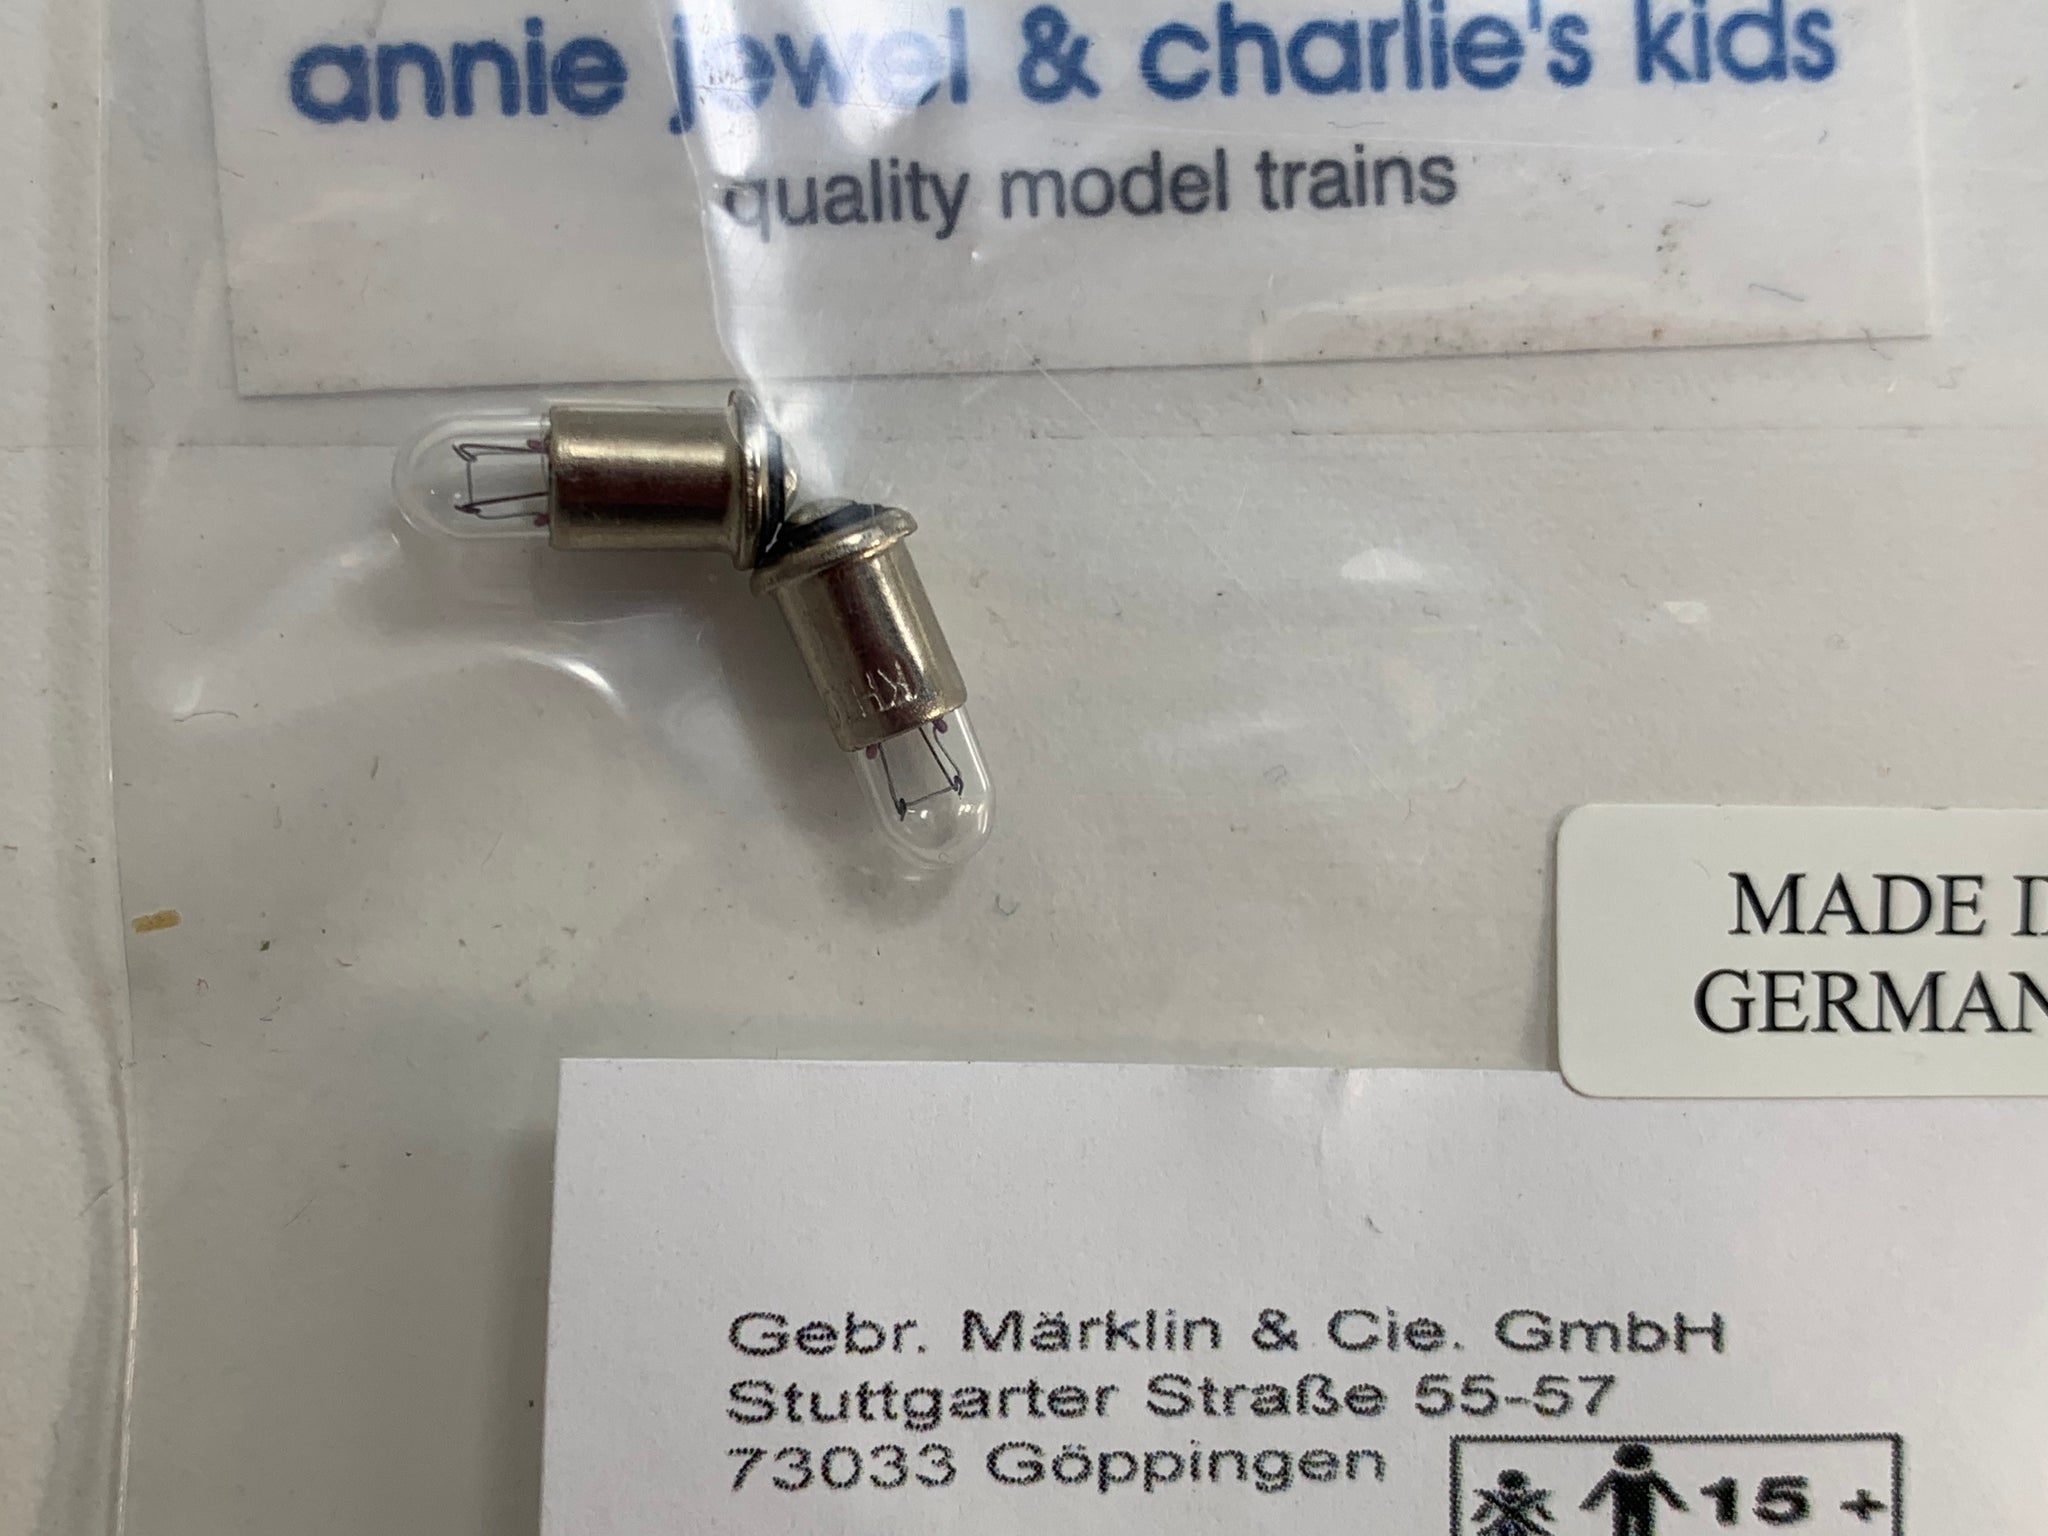 annie jewel & charlie's kids
quality model trains
MADE
GERMAN
Gebr. Märklin & Cie. GmbH
Stuttgarter Straße 55-57
73033 Göppingen
15 +